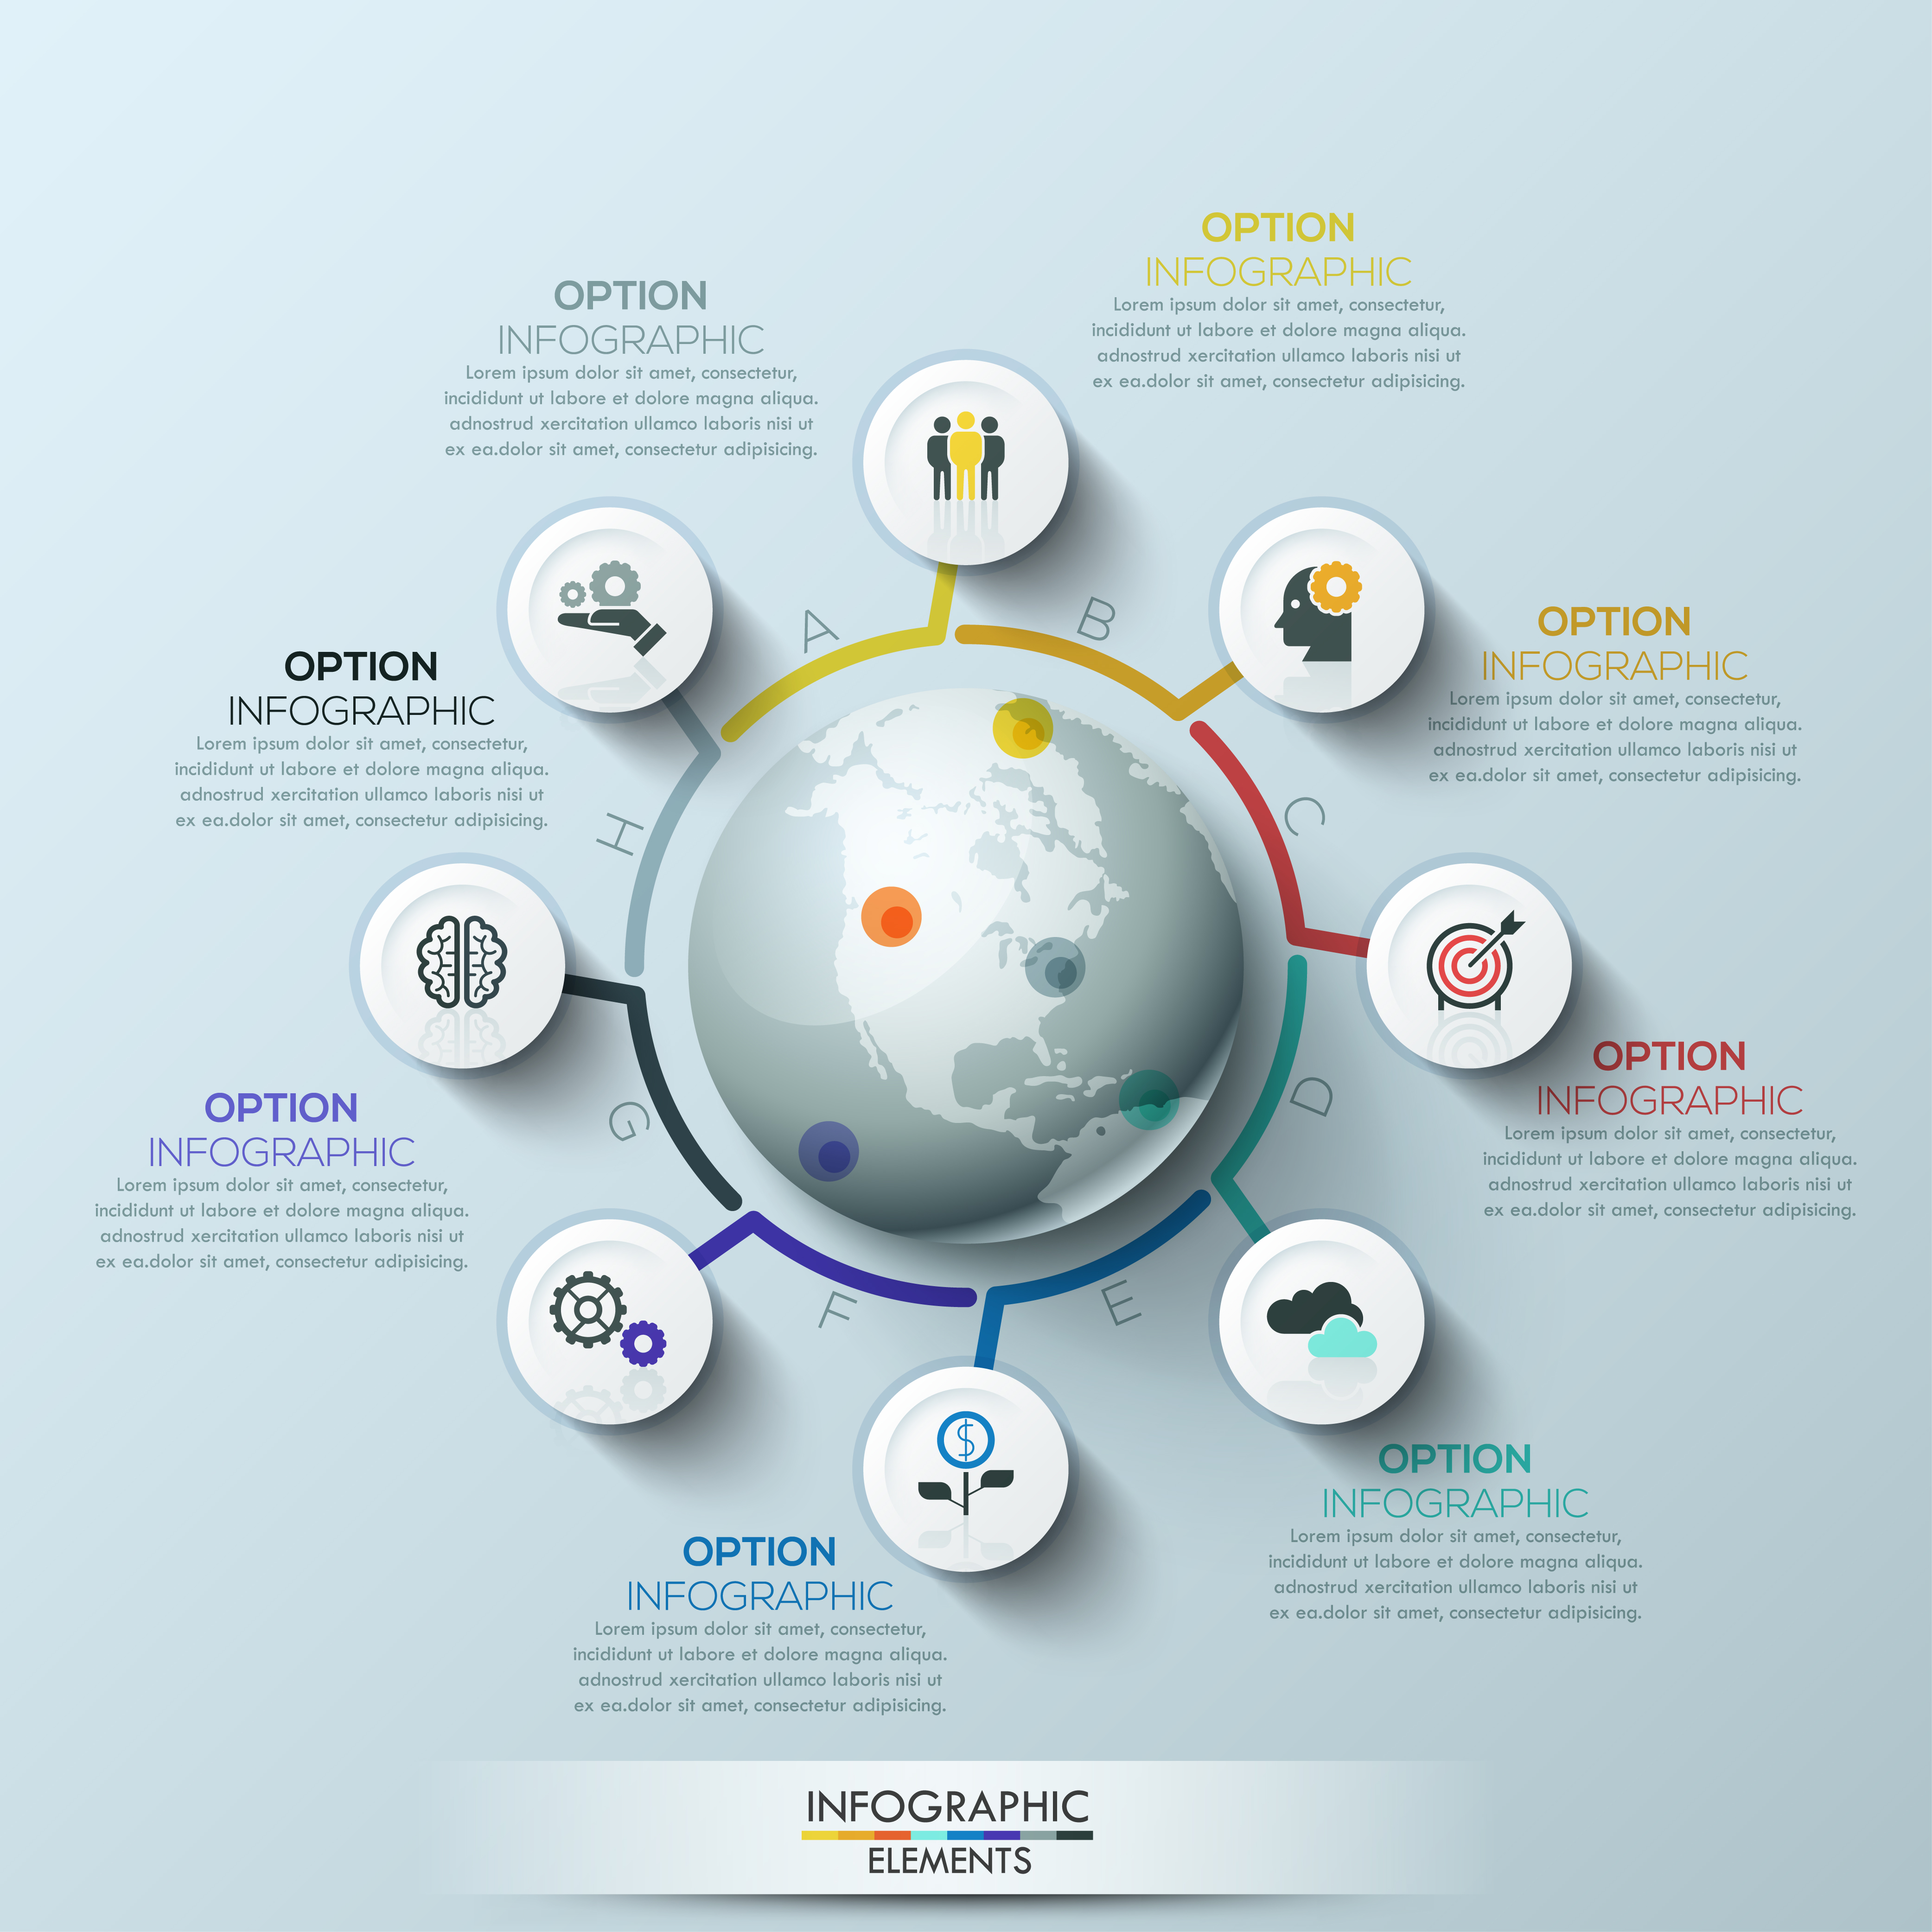 OPTION
INFOGRAPHIC
Lorem ipsum dolor sit amet, consectetur,
incididunt ut labore et dolore magna aliqua.
adnostrud xercitation ullamco laboris nisi ut
ex ea.dolor sit amet, consectetur adipisicing.
OPTION
INFOGRAPHIC
Lorem ipsum dolor sit amet, consectetur,
incididunt ut labore et dolore magna aliqua.
adnostrud xercitation ullamco laboris nisi ut
ex ea.dolor sit amet, consectetur adipisicing.
OPTION
INFOGRAPHIC
Lorem ipsum dolor sit amet, consectetur,
incididunt ut labore et dolore magna aliqua.
adnostrud xercitation ullamco laboris nisi ut
ex ea.dolor sit amet, consectetur adipisicing.
OPTION
INFOGRAPHIC
Lorem ipsum dolor sit amet, consectetur,
incididunt ut labore et dolore magna aliqua.
adnostrud xercitation ullamco laboris nisi ut
ex ea.dolor sit amet, consectetur adipisicing.
OPTION
INFOGRAPHIC
Lorem ipsum dolor sit amet, consectetur,
incididunt ut labore et dolore magna aliqua.
adnostrud xercitation ullamco laboris nisi ut
ex ea.dolor sit amet, consectetur adipisicing.
OPTION
INFOGRAPHIC
Lorem ipsum dolor sit amet, consectetur,
incididunt ut labore et dolore magna aliqua.
adnostrud xercitation ullamco laboris nisi ut
ex ea.dolor sit amet, consectetur adipisicing.
OPTION
INFOGRAPHIC
Lorem ipsum dolor sit amet, consectetur,
incididunt ut labore et dolore magna aliqua.
adnostrud xercitation ullamco laboris nisi ut
ex ea.dolor sit amet, consectetur adipisicing.
OPTION
INFOGRAPHIC
Lorem ipsum dolor sit amet, consectetur,
incididunt ut labore et dolore magna aliqua.
adnostrud xercitation ullamco laboris nisi ut
ex ea.dolor sit amet, consectetur adipisicing.
A
B
C
D
E
F
G
H
$
INFOGRAPHIC
ELEMENTS